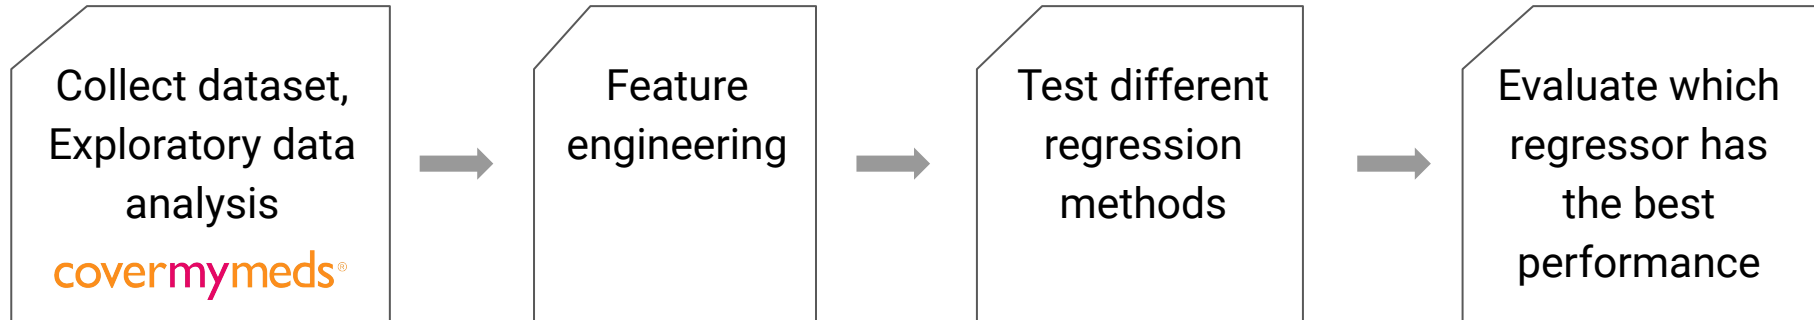 Collect dataset,
Exploratory data
analysis
covermymeds®
Feature
engineering
Test different
regression
methods
Evaluate which
regressor has
the best
performance